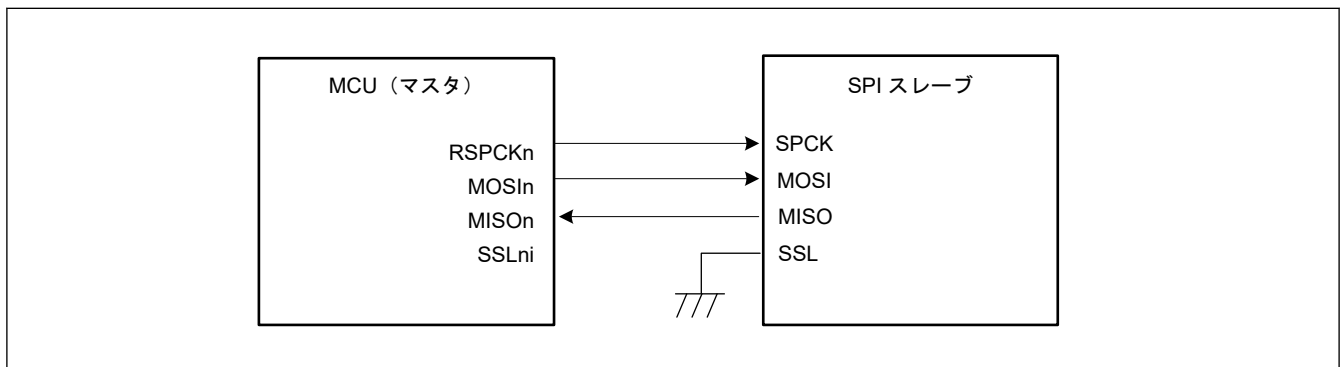 MCU（マスタ）
RSPCKn
MOSIn
MISOn
SSLni
SPI スレーブ
SPCK
MOSI
MISO
SSL